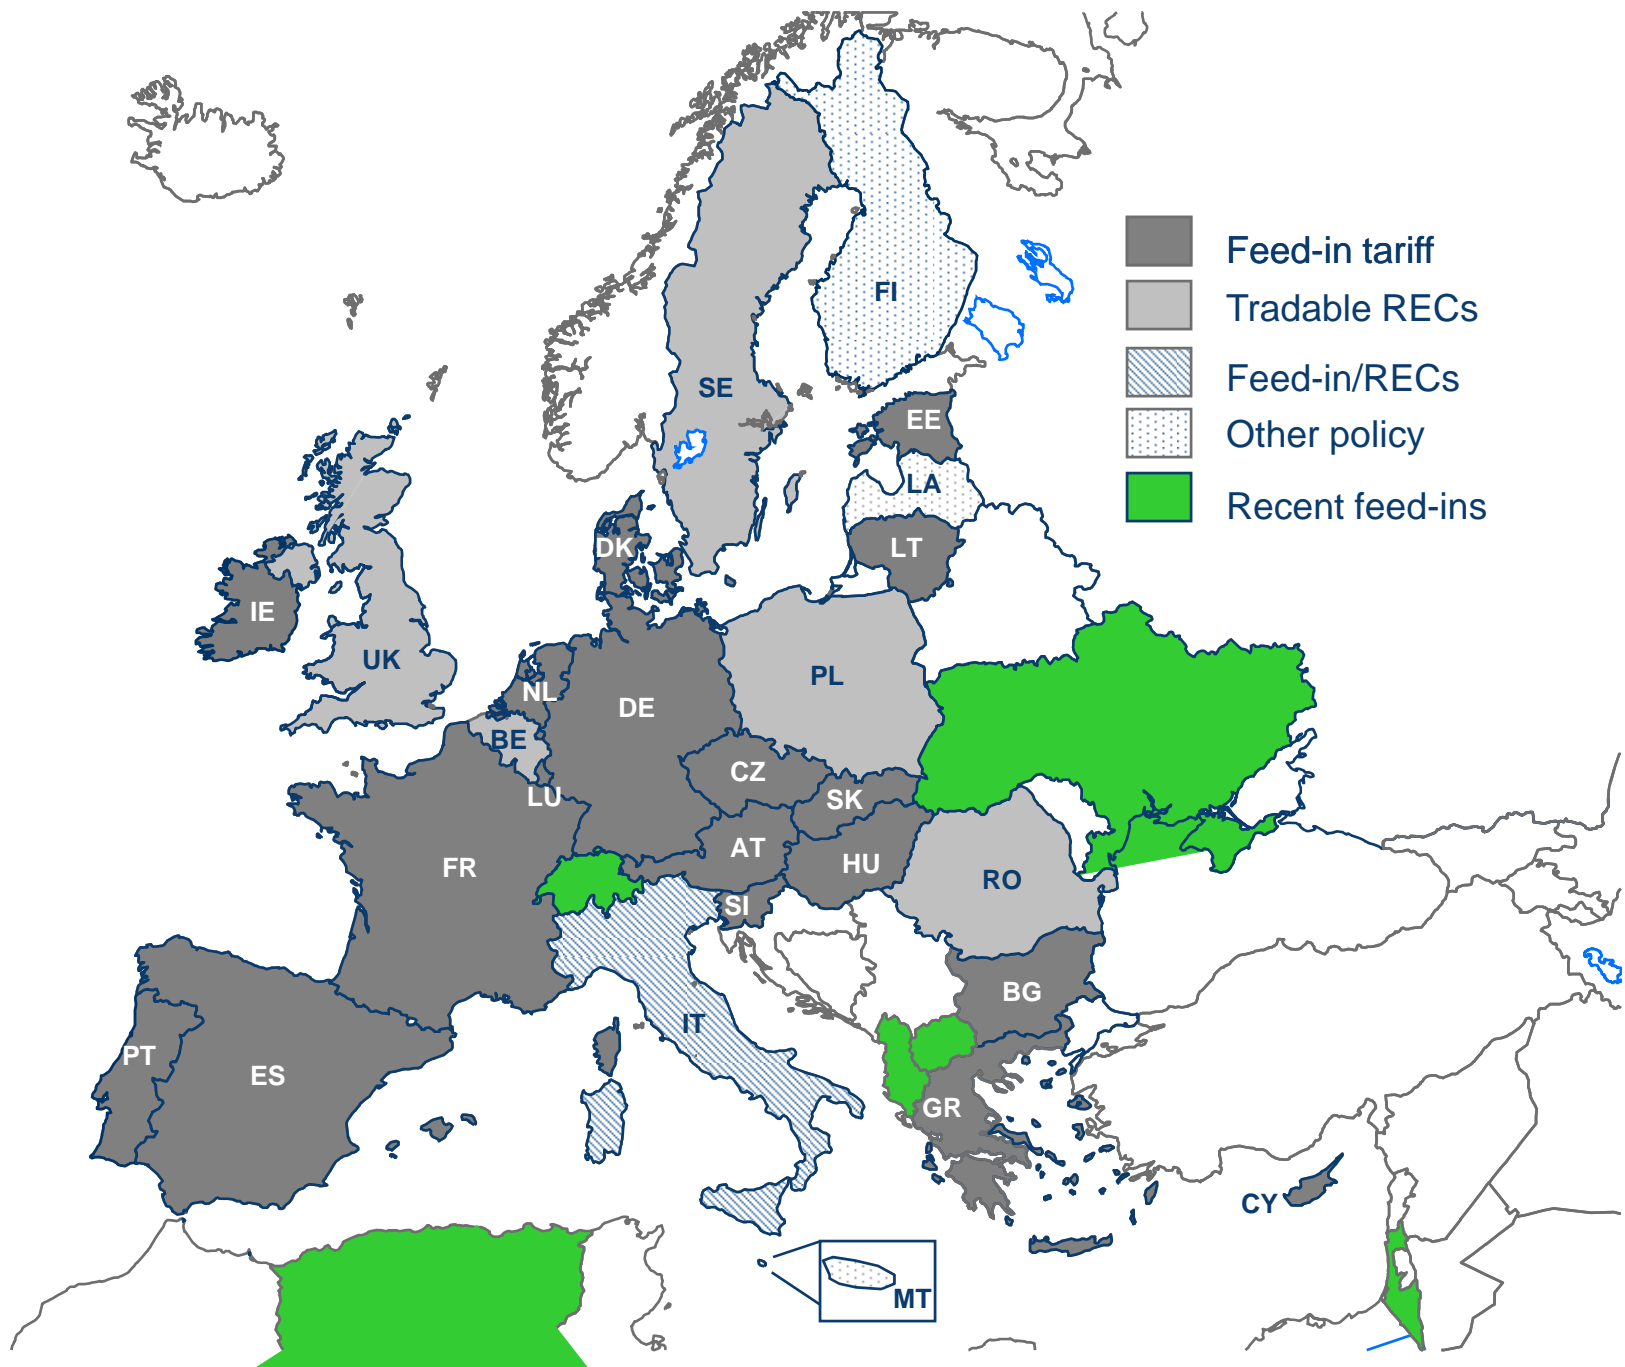 Feed-in tariff
Tradable RECs
FI
Feed-in/RECs
SE
EE
Other policy
LA
Recent feed-ins
DK
LT
IE
UK
PL
NL
DE
BE
CZ
LU
SK
AT
HU
FR
RO
SI
BG
IT
PT
ES
GR
CY
MT